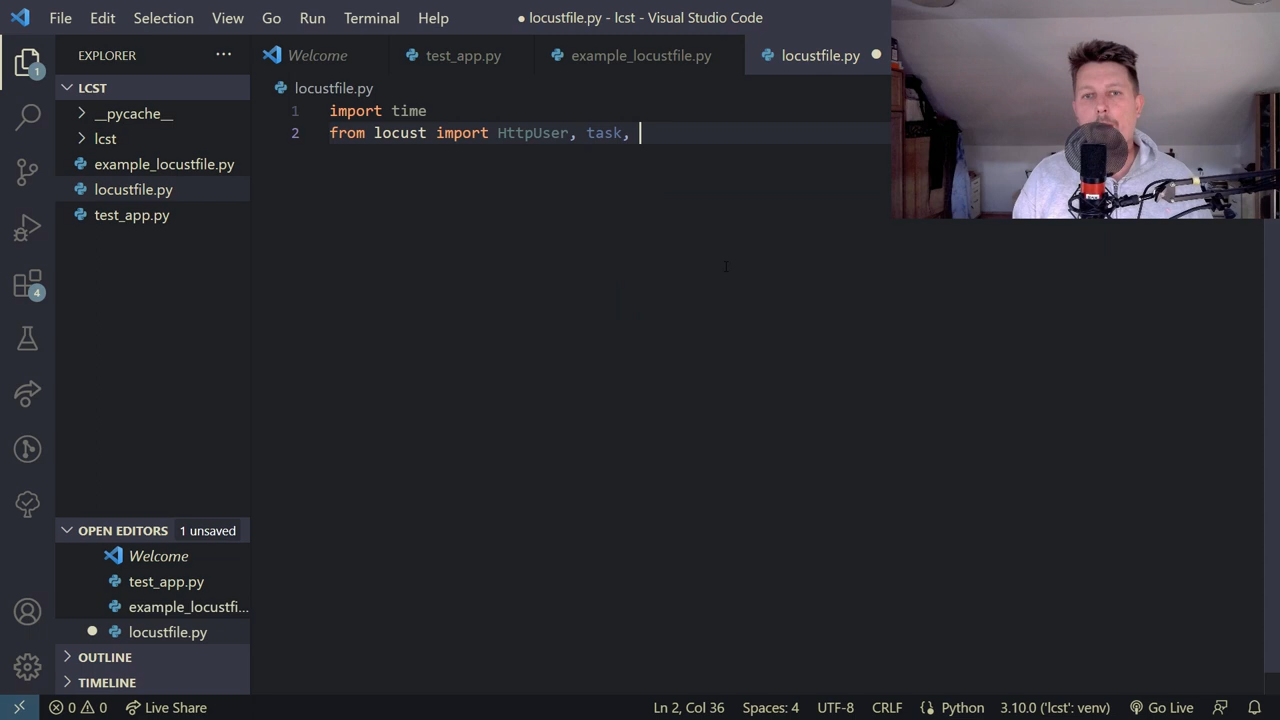 File Edit Selection View Go Run Terminal Help
● locustfile.py - lcst - Visual Studio Code
EXPLORER ...
Welcome
test_app.py
example_locustfile.py
locustfile.py
1
LCST
__pycache__
lcst
example_locustfile.py
locustfile.py
test_app.py
locustfile.py
1 import time
2 from locust import HttpUser, task,
4
OPEN EDITORS 1 unsaved
Welcome
test_app.py
example_locustfi...
locustfile.py
OUTLINE
TIMELINE
0 0 Live Share
Ln 2, Col 36 Spaces: 4 UTF-8 CRLF Python 3.10.0 ('lcst': venv) Go Live